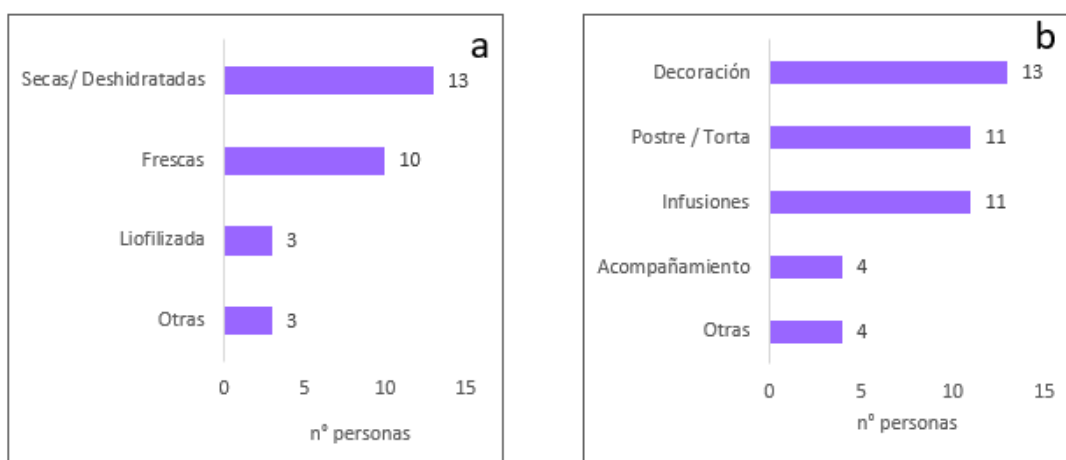 a
Secas/ Deshidratadas 13
Frescas 10
Liofilizada 3
Otras 3
0 5 10 15
n° personas
b
Decoración 13
Postre / Torta 11
Infusiones 11
Acompañamiento 4
Otras 4
0 5 10 15
n° personas